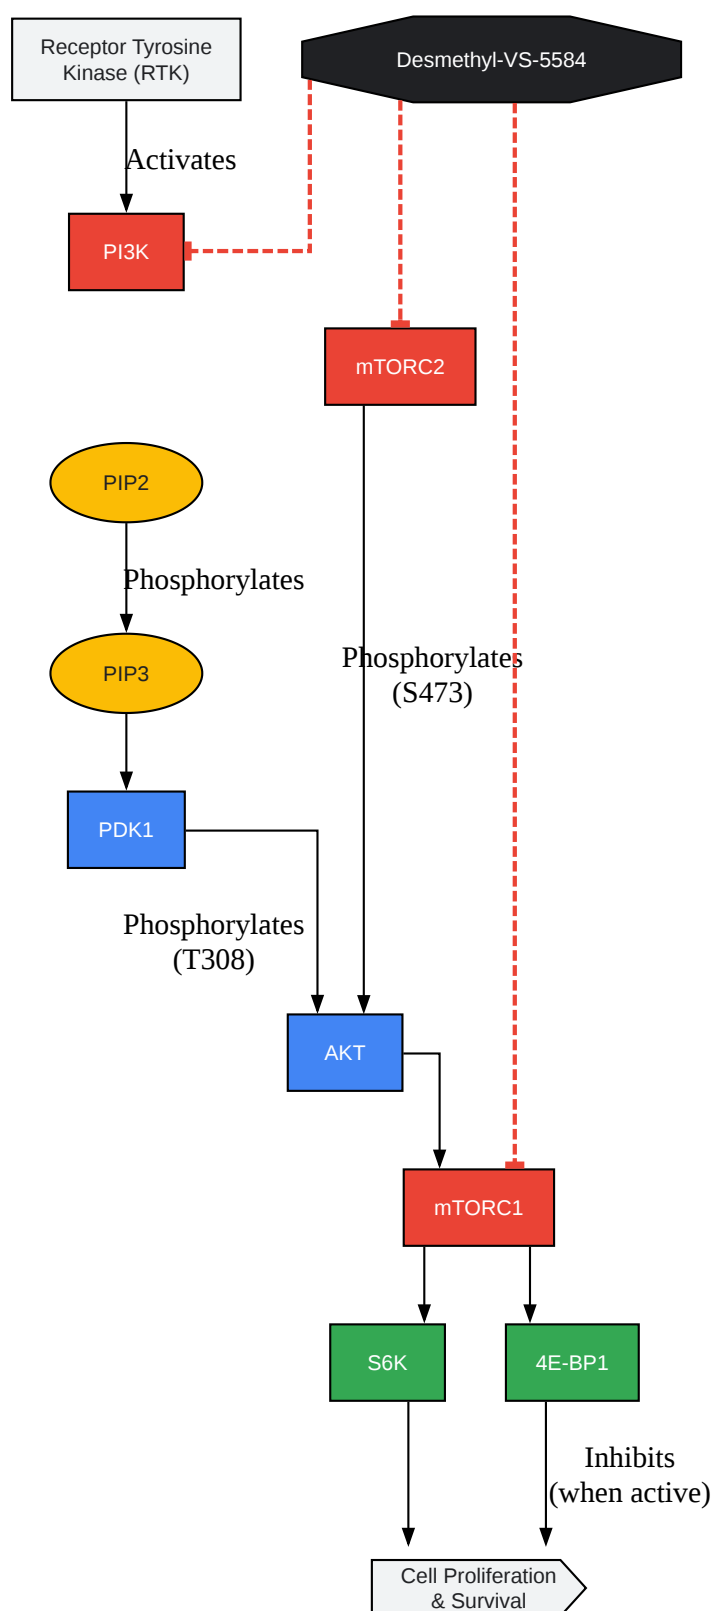 Receptor Tyrosine
Kinase (RTK)
Desmethyl-VS-5584
Activates
PI3K
mTORC2
PIP2
Phosphorylates
PIP3
Phosphorylates
(S473)
PDK1
Phosphorylates
(T308)
AKT
mTORC1
S6K
4E-BP1
Inhibits
(when active)
Cell Proliferation
& Survival